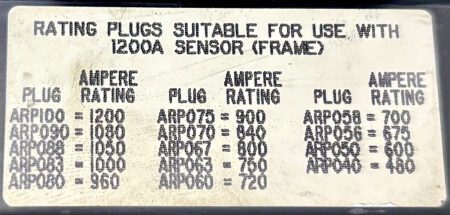 RATING PLUGS SUITABLE FOR USE WITH
1200A SENSOR (FRAME)
PLUG AMPERE RATING PLUG AMPERE RATING PLUG AMPERE RATING
ARP100 = 1200 ARP075 = 900 ARP058 = 700
ARP090 = 1080 ARP070 = 840 ARP056 = 675
ARP088 = 1050 ARP067 = 800 ARP050 = 600
ARP083 = 1000 ARP063 = 750 ARP040 = 480
ARP080 = 960 ARP060 = 720